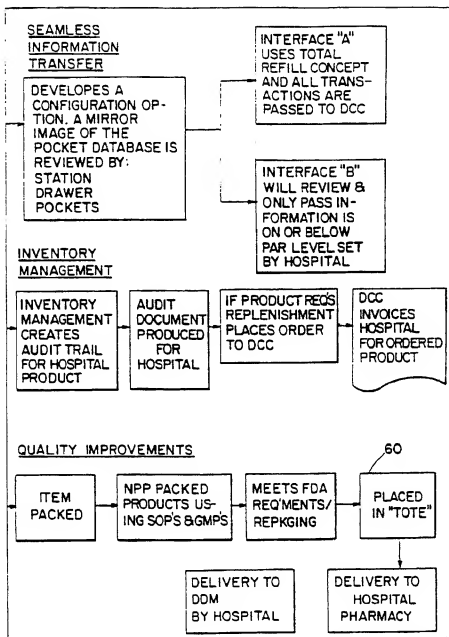 SEAMLESS
INFORMATION
TRANSFER
DEVELOPES A
CONFIGURATION OP-
TION. A MIRROR
IMAGE OF THE
POCKET DATABASE IS
REVIEWED BY:
STATION
DRAWER
POCKETS
INTERFACE "A"
USES TOTAL
REFILL CONCEPT
AND ALL TRANS-
ACTIONS ARE
PASSED TO DCC
INTERFACE "B"
WILL REVIEW &
ONLY PASS IN-
FORMATION IS
ON OR BELOW
PAR LEVEL SET
BY HOSPITAL
INVENTORY
MANAGEMENT
INVENTORY
MANAGEMENT
CREATES
AUDIT TRAIL
FOR HOSPITAL
PRODUCT
AUDIT
DOCUMENT
PRODUCED
FOR
HOSPITAL
IF PRODUCT REQ'S
REPLENISHMENT
PLACES ORDER
TO DCC
DCC
INVOICES
HOSPITAL
FOR ORDERED
PRODUCT
QUALITY IMPROVEMENTS
60
ITEM
PACKED
NPP PACKED
PRODUCTS US-
ING SOP'S & GMP'S
MEETS FDA
REQ'MENTS/
REPKGING
PLACED
IN "TOTE"
DELIVERY TO
DDM
BY HOSPITAL
DELIVERY TO
HOSPITAL
PHARMACY